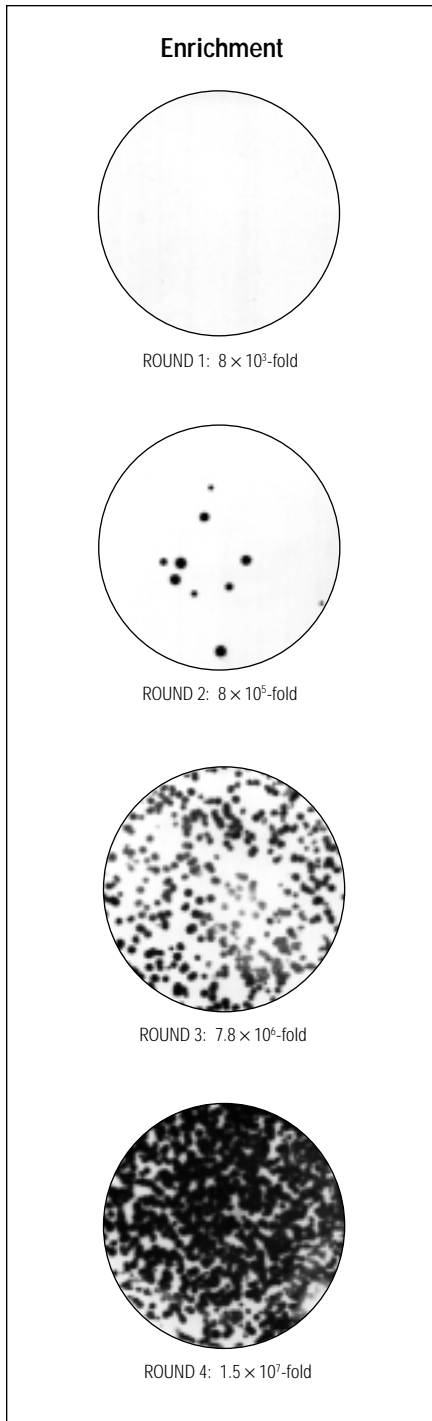 Enrichment
ROUND 1: 8 × 10³-fold
ROUND 2: 8 × 10⁵-fold
ROUND 3: 7.8 × 10⁶-fold
ROUND 4: 1.5 × 10⁷-fold